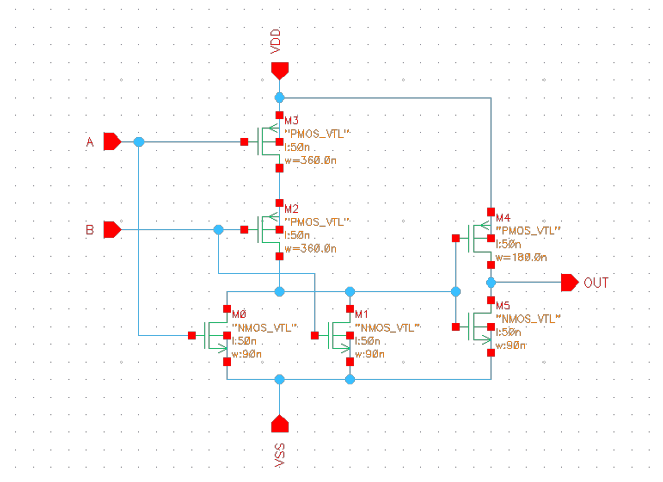 VDD
M3
"PMOS_VTL"
l:50n
w=360.0n
A
M2
"PMOS_VTL"
l:50n
w=360.0n
B
M4
"PMOS_VTL"
l:50n
w=180.0n
OUT
M0
"NMOS_VTL"
l:50n
w:90n
M1
"NMOS_VTL"
l:50n
w:90n
M5
"NMOS_VTL"
l:50n
w:90n
VSS